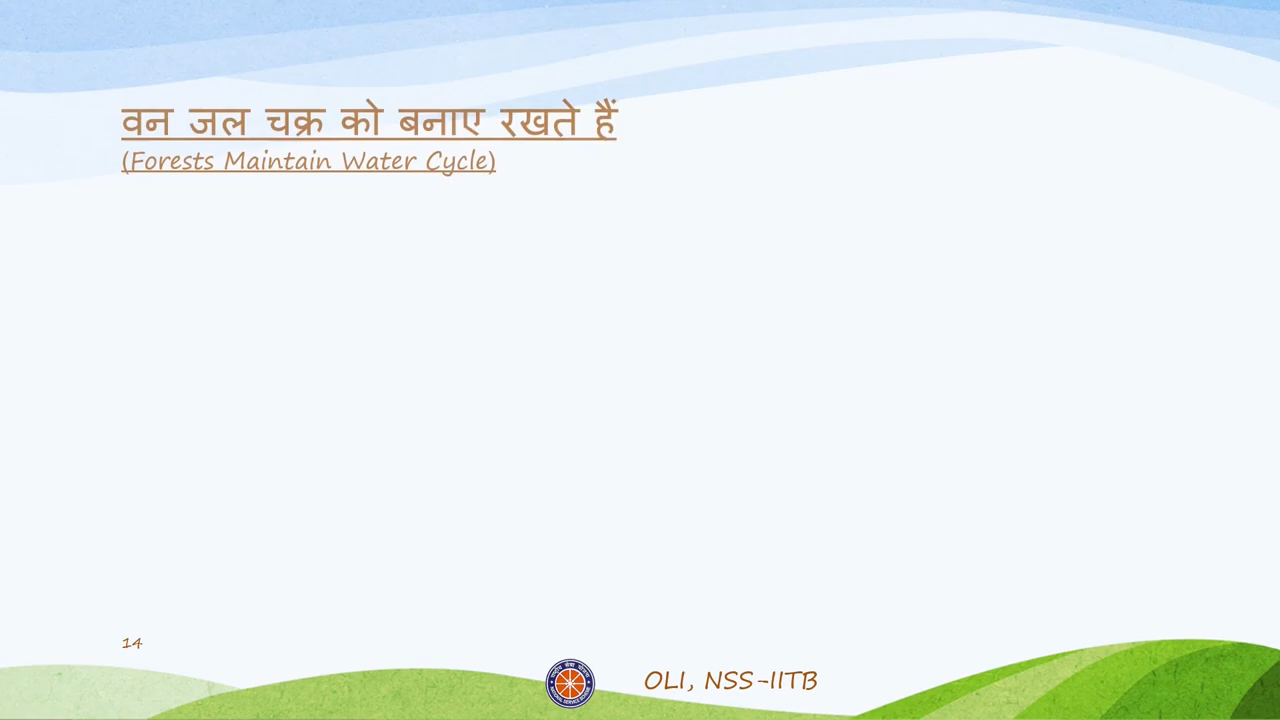 वन जल चक्र को बनाए रखते हैं
(Forests Maintain Water Cycle)
14
OLI, NSS-IITB